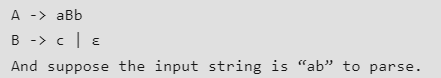 A -> aBb
B -> c | ε
And suppose the input string is “ab” to parse.